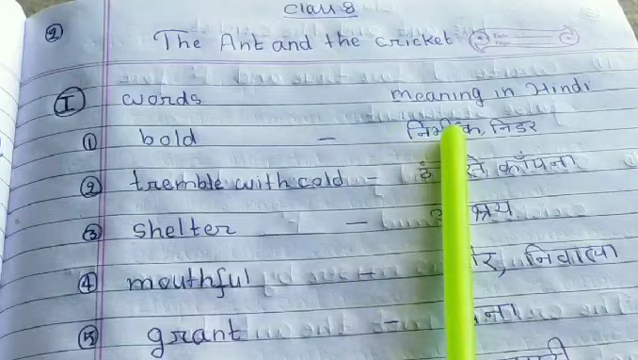 Class 8
② The Ant and the cricket
Ⅰ words meaning in Hindi
① bold - निर्भीक, निडर
② tremble with cold - से काँपना
③ shelter -
④ mouthful - निवाला
⑤ grant -